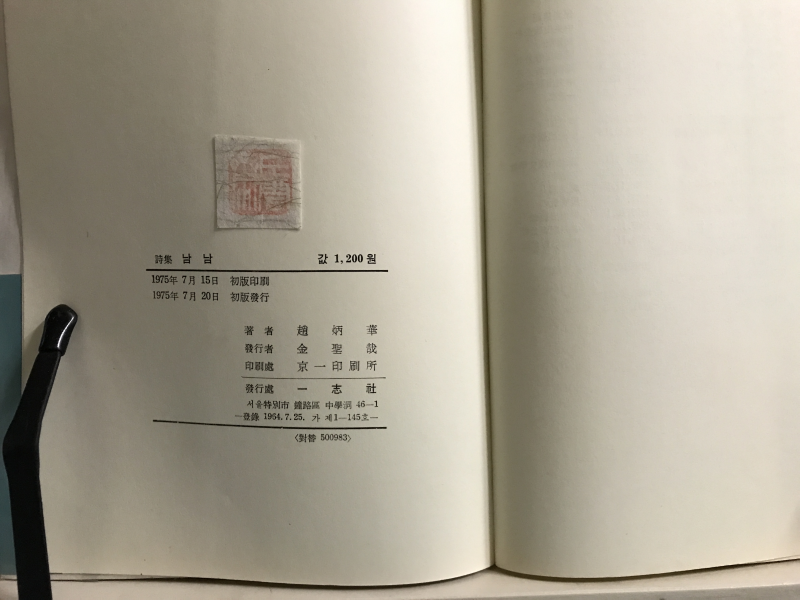 詩集 남 남 값 1,200원
1975年 7月 15日 初版印刷
1975年 7月 20日 初版發行
著者 趙炳華
發行者 金聖哉
印刷處 京一印刷所
發行處 一志社
서울特別市 鍾路區 中學洞 46—1
—登錄 1964.7.25. 가 제1—145호—
〈對替 500983〉